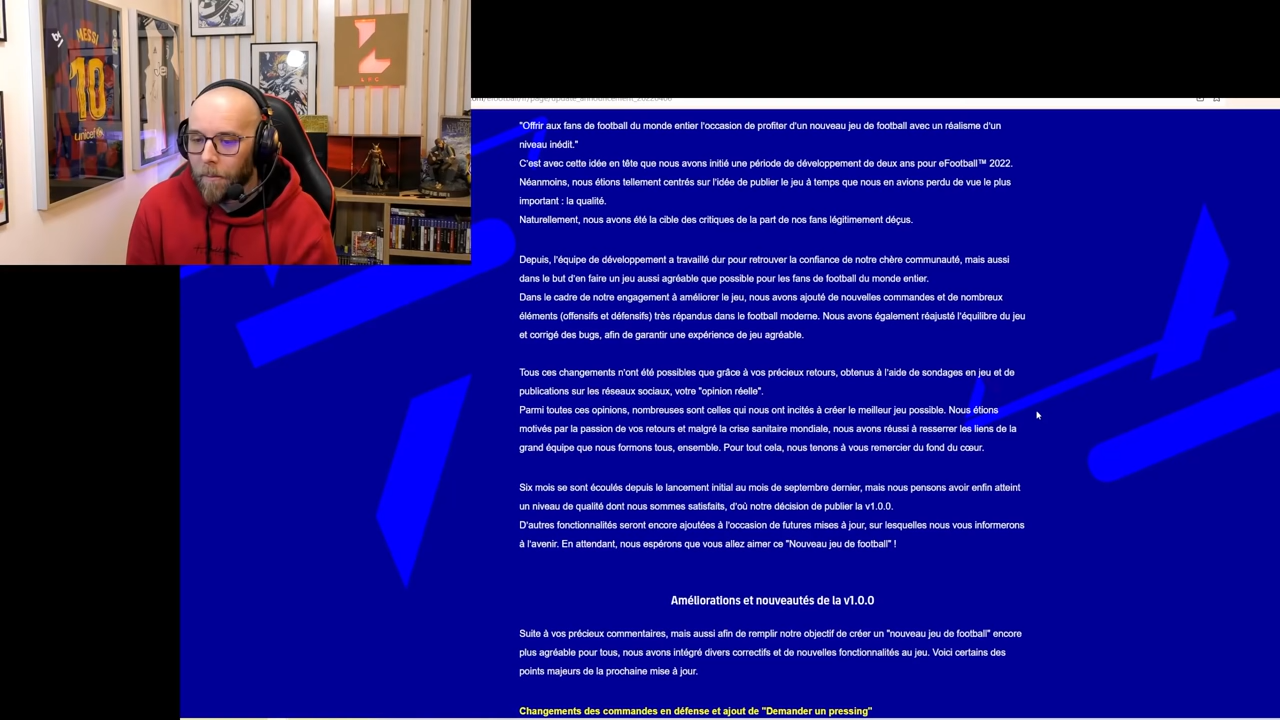 MESSI
10
unicef
"Offrir aux fans de football du monde entier l'occasion de profiter d'un nouveau jeu de football avec un réalisme d'un
niveau inédit."
C'est avec cette idée en tête que nous avons initié une période de développement de deux ans pour eFootball™ 2022.
Néanmoins, nous étions tellement centrés sur l'idée de publier le jeu à temps que nous en avions perdu de vue le plus
important : la qualité.
Naturellement, nous avons été la cible des critiques de la part de nos fans légitimement déçus.
Depuis, l'équipe de développement a travaillé dur pour retrouver la confiance de notre chère communauté, mais aussi
dans le but d'en faire un jeu aussi agréable que possible pour les fans de football du monde entier.
Dans le cadre de notre engagement à améliorer le jeu, nous avons ajouté de nouvelles commandes et de nombreux
éléments (offensifs et défensifs) très répandus dans le football moderne. Nous avons également réajusté l'équilibre du jeu
et corrigé des bugs, afin de garantir une expérience de jeu agréable.
Tous ces changements n'ont été possibles que grâce à vos précieux retours, obtenus à l'aide de sondages en jeu et de
publications sur les réseaux sociaux, votre "opinion réelle".
Parmi toutes ces opinions, nombreuses sont celles qui nous ont incités à créer le meilleur jeu possible. Nous étions
motivés par la passion de vos retours et malgré la crise sanitaire mondiale, nous avons réussi à resserrer les liens de la
grand équipe que nous formons tous, ensemble. Pour tout cela, nous tenons à vous remercier du fond du cœur.
Six mois se sont écoulés depuis le lancement initial au mois de septembre dernier, mais nous pensons avoir enfin atteint
un niveau de qualité dont nous sommes satisfaits, d'où notre décision de publier la v1.0.0.
D'autres fonctionnalités seront encore ajoutées à l'occasion de futures mises à jour, sur lesquelles nous vous informerons
à l'avenir. En attendant, nous espérons que vous allez aimer ce "Nouveau jeu de football" !
Améliorations et nouveautés de la v1.0.0
Suite à vos précieux commentaires, mais aussi afin de remplir notre objectif de créer un "nouveau jeu de football" encore
plus agréable pour tous, nous avons intégré divers correctifs et de nouvelles fonctionnalités au jeu. Voici certains des
points majeurs de la prochaine mise à jour.
Changements des commandes en défense et ajout de "Demander un pressing"